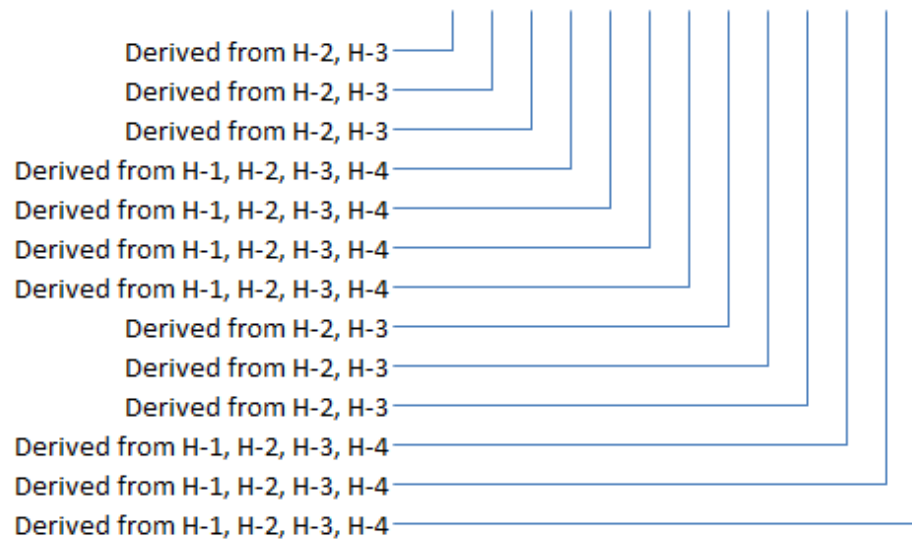 Derived from H-2, H-3
Derived from H-2, H-3
Derived from H-2, H-3
Derived from H-1, H-2, H-3, H-4
Derived from H-1, H-2, H-3, H-4
Derived from H-1, H-2, H-3, H-4
Derived from H-1, H-2, H-3, H-4
Derived from H-2, H-3
Derived from H-2, H-3
Derived from H-2, H-3
Derived from H-1, H-2, H-3, H-4
Derived from H-1, H-2, H-3, H-4
Derived from H-1, H-2, H-3, H-4